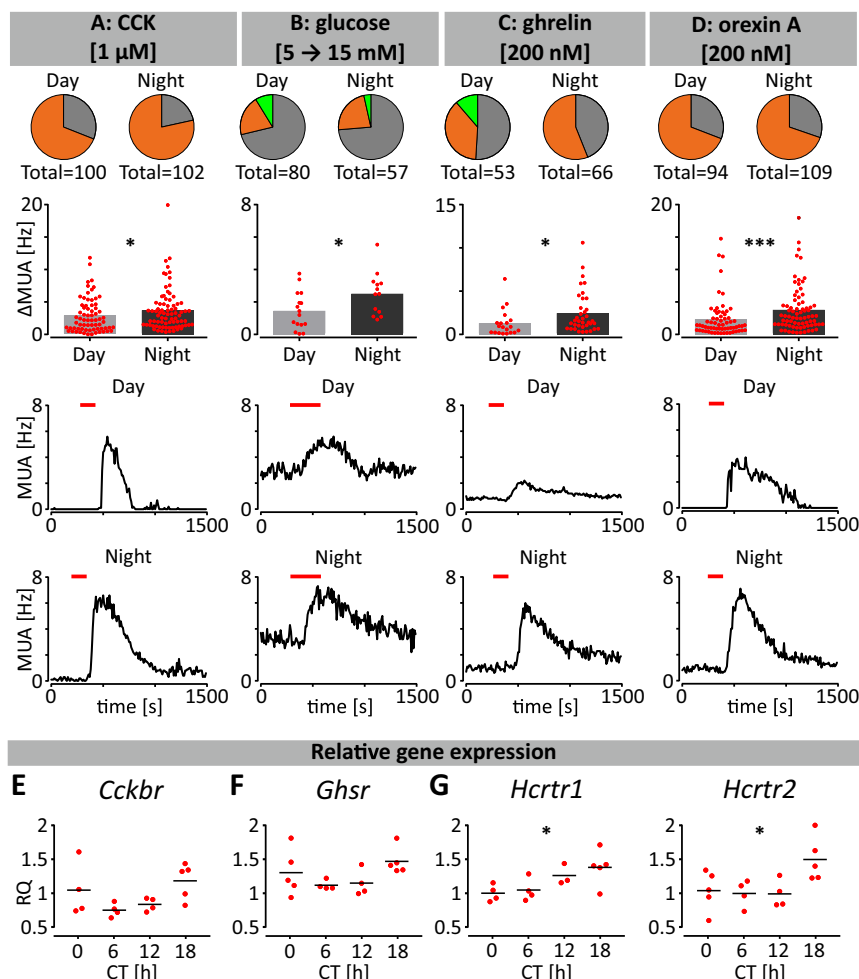 A: CCK
[1 µM]
B: glucose
[5 → 15 mM]
C: ghrelin
[200 nM]
D: orexin A
[200 nM]
Day Night Day Night Day Night Day Night
Total=100 Total=102 Total=80 Total=57 Total=53 Total=66 Total=94 Total=109
ΔMUA [Hz]
20
0
*
Day Night
8
0
*
Day Night
15
0
*
Day Night
20
0
***
Day Night
Day Day Day Day
MUA [Hz]
8
0
0 1500
8
0
0 1500
8
0
0 1500
8
0
0 1500
Night Night Night Night
MUA [Hz]
8
0
0 time [s] 1500
8
0
0 time [s] 1500
8
0
0 time [s] 1500
8
0
0 time [s] 1500
Relative gene expression
E Cckbr
F Ghsr
G Hcrtr1
Hcrtr2
RQ
2
1.5
1
0.5
0 6 12 18
CT [h]
2
1.5
1
0.5
0 6 12 18
CT [h]
2
1.5
1
0.5
*
0 6 12 18
CT [h]
2
1.5
1
0.5
*
0 6 12 18
CT [h]